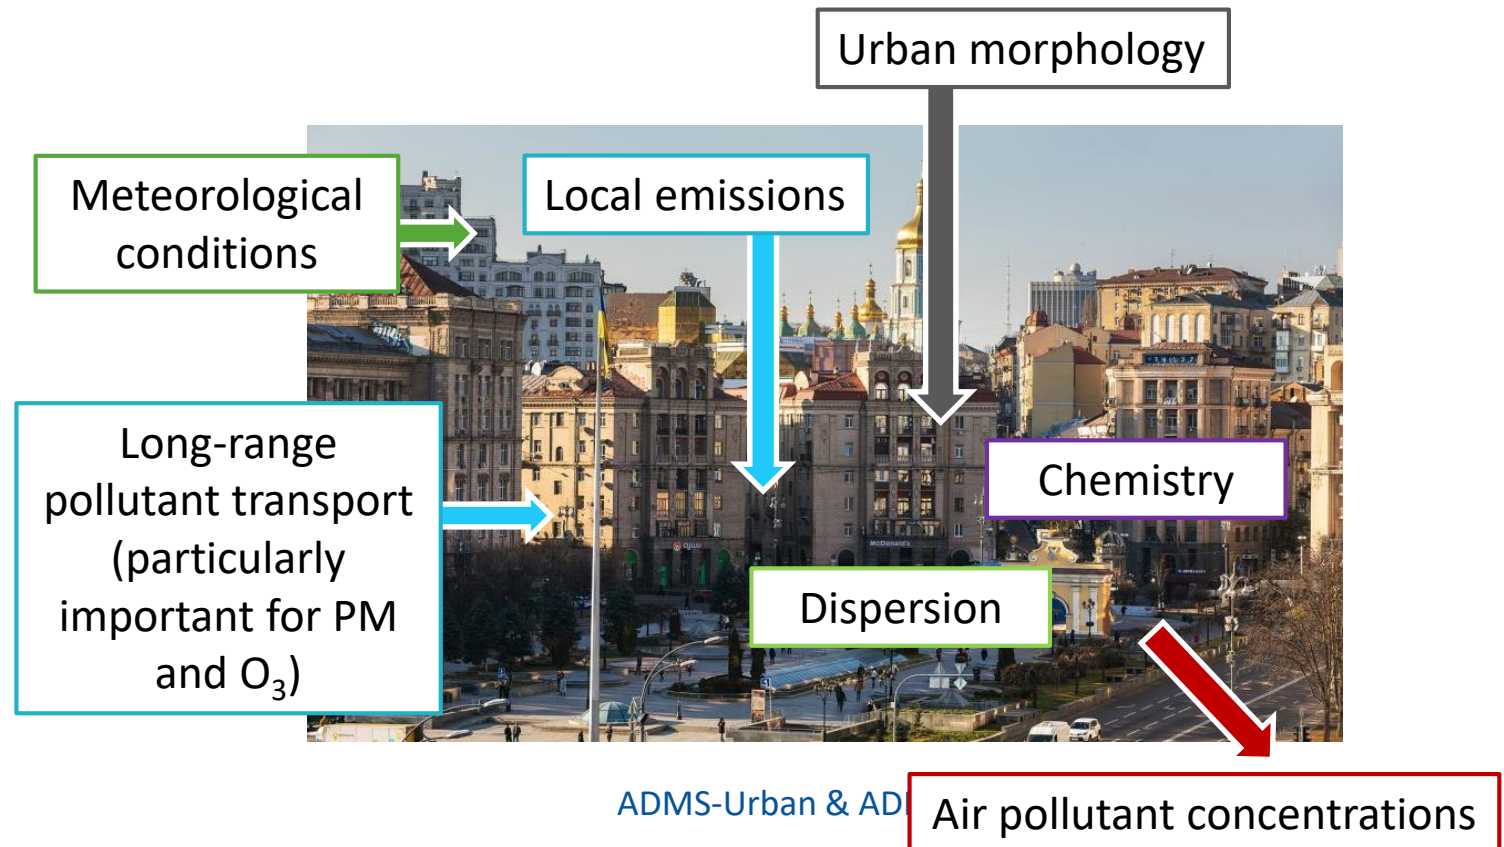 Urban morphology
Meteorological
conditions
Local emissions
Long-range
pollutant transport
(particularly
important for PM
and O₃)
Chemistry
McDonald's
Dispersion
ADMS-Urban &
Air pollutant concentrations